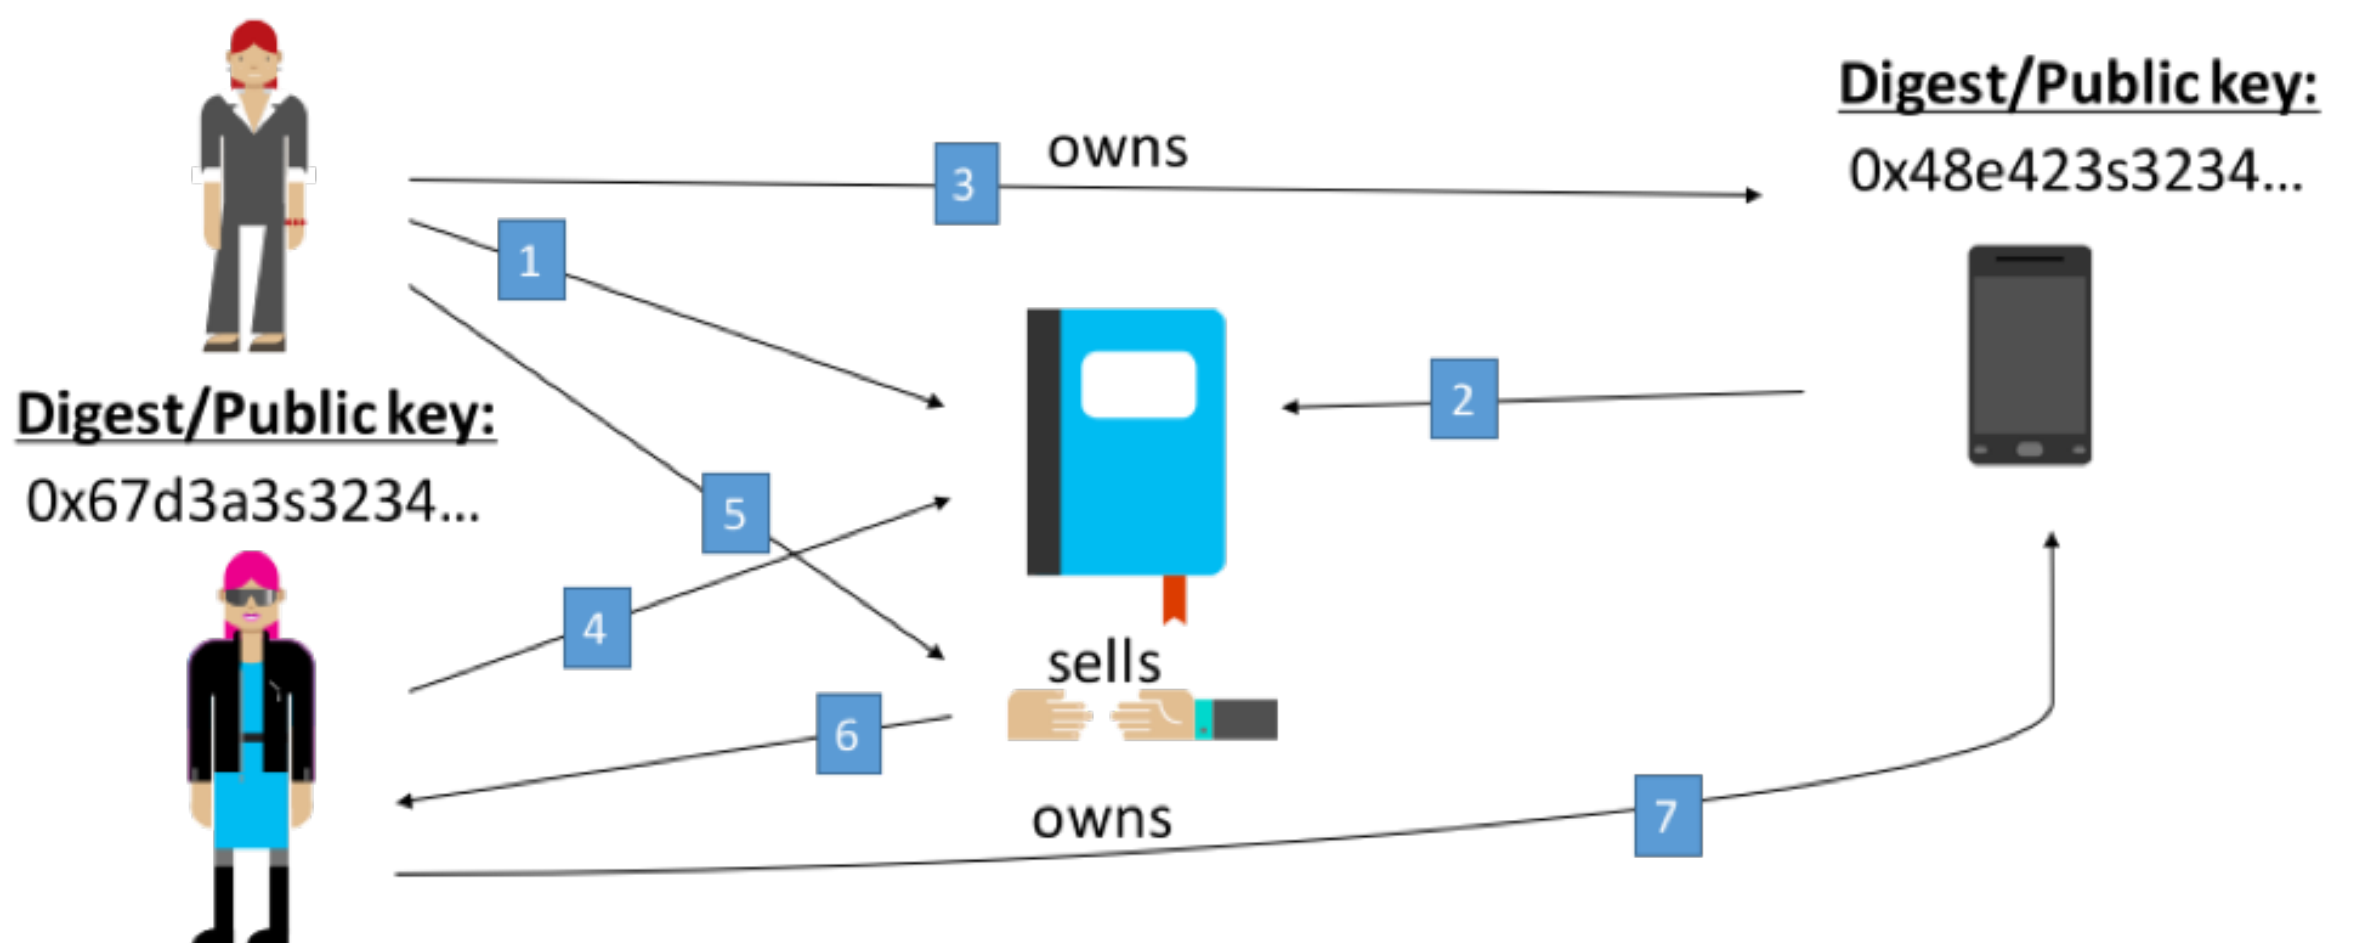 Digest/Public key:
0x48e423s3234...
owns
3
1
2
Digest/Public key:
0x67d3a3s3234...
5
4
sells
6
owns
7